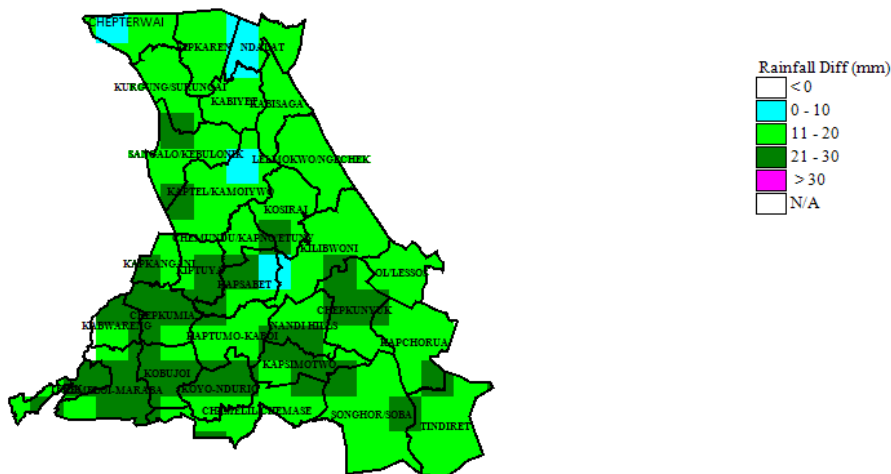 CHEPTERWAI
KIPKAREN
NDALAT
KURGUNG/SURUNGAI
KABIYET
KABISAGA
SANGALO/KEBULONIK
LELMOKWO/NGECHEK
KAPTEL/KAMOIYWO
KOSIRAI
CHEMUNDU/KAPNG'ETUNY
KILIBWONI
KAPKANGANI
KIPTUYA
KAPSABET
OL/LESSOS
CHEPKUMIA
CHEPKUNYUK
KABWARENG
NANDI HILLS
KAPTUMO-KABOI
KAPCHORUA
KAPSIMOTWO
KOBUJOI
KOYO-NDURIO
CHEMELIL/CHEMASE
SONGHOR/SOBA
TINDIRET
Rainfall Diff (mm)
< 0
0 - 10
11 - 20
21 - 30
> 30
N/A